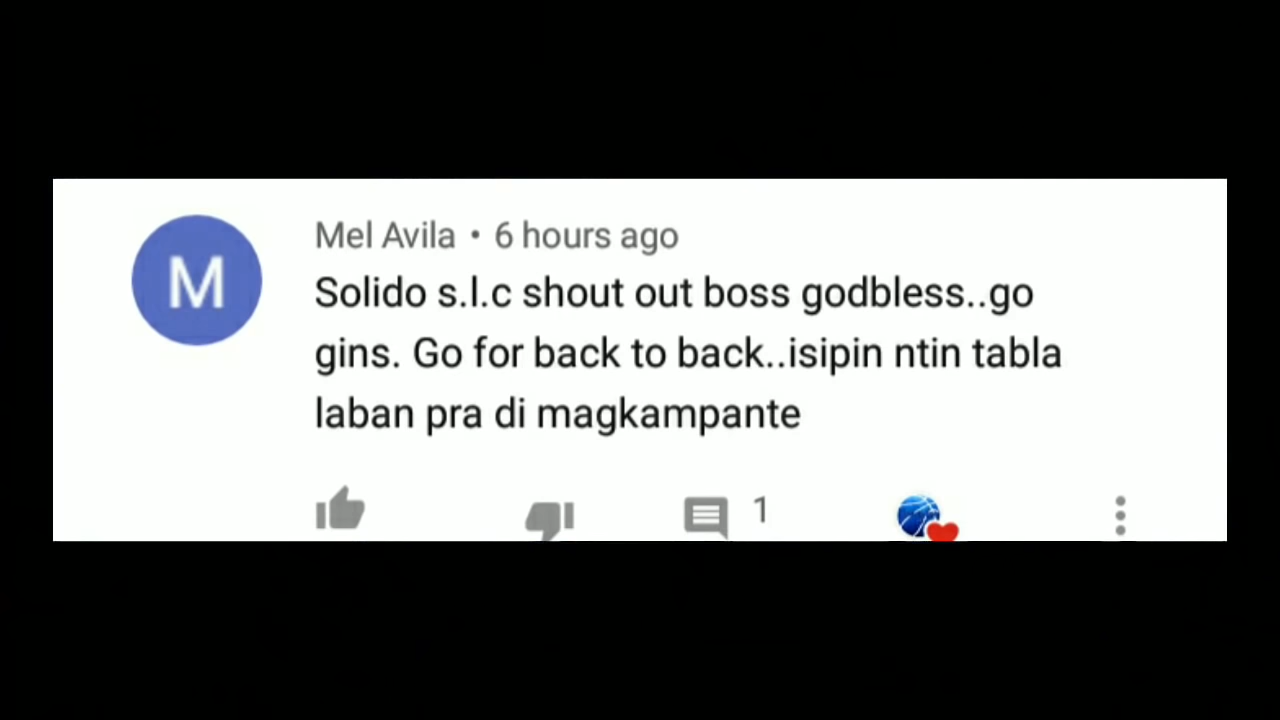 M
Mel Avila • 6 hours ago
Solido s.l.c shout out boss godbless..go
gins. Go for back to back..isipin ntin tabla
laban pra di magkampante
1